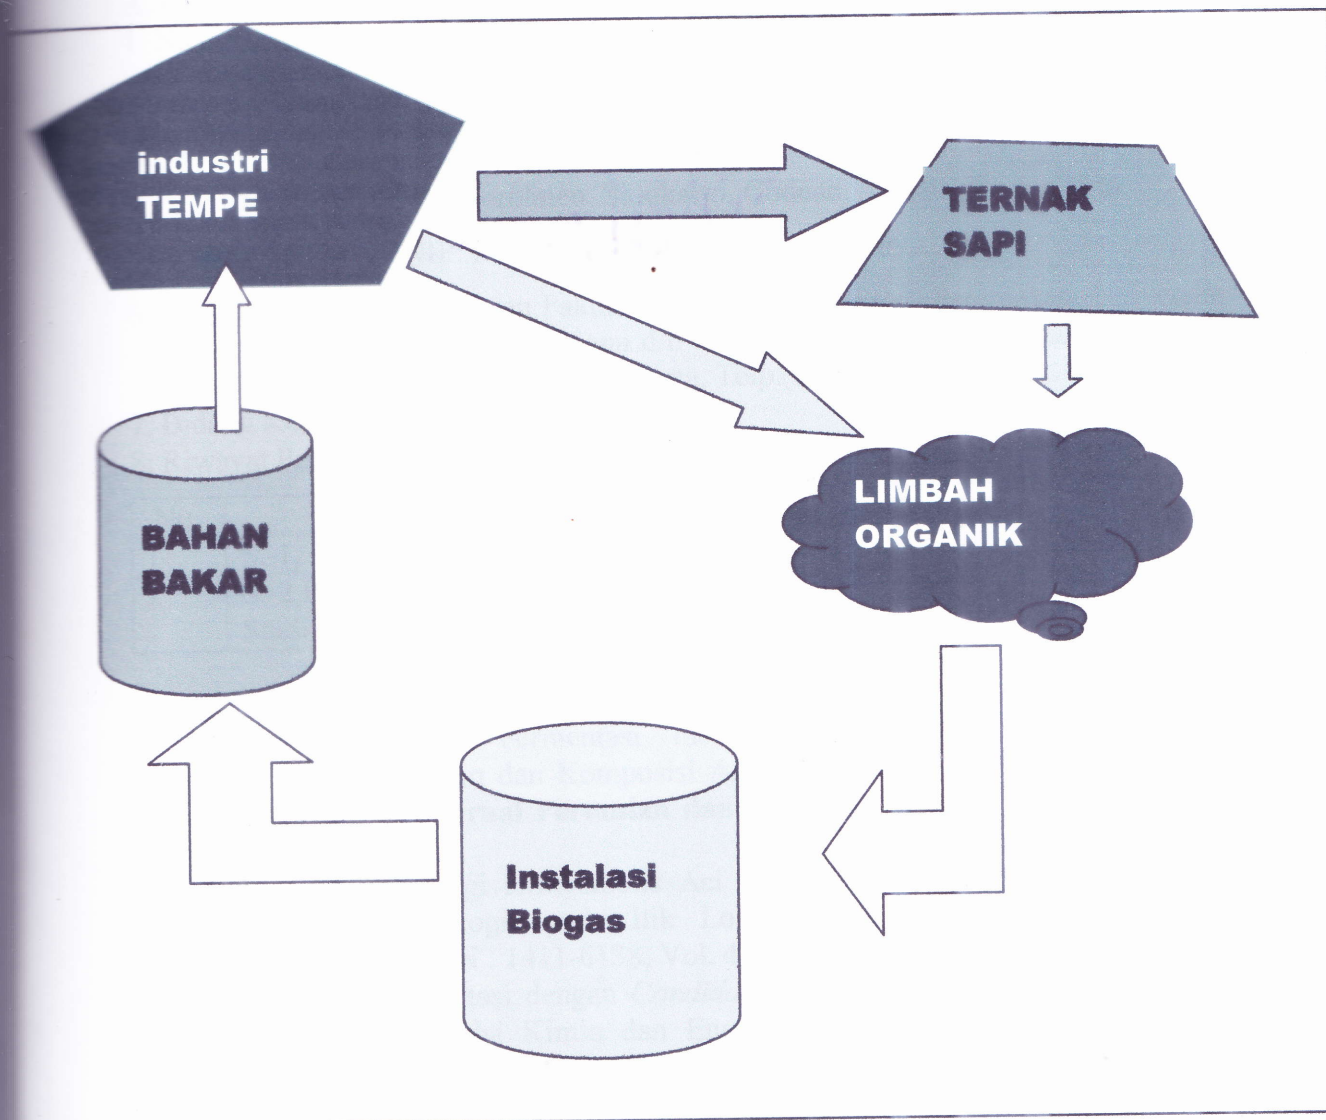 industri
TEMPE
TERNAK
SAPI
LIMBAH
ORGANIK
BAHAN
BAKAR
Instalasi
Biogas